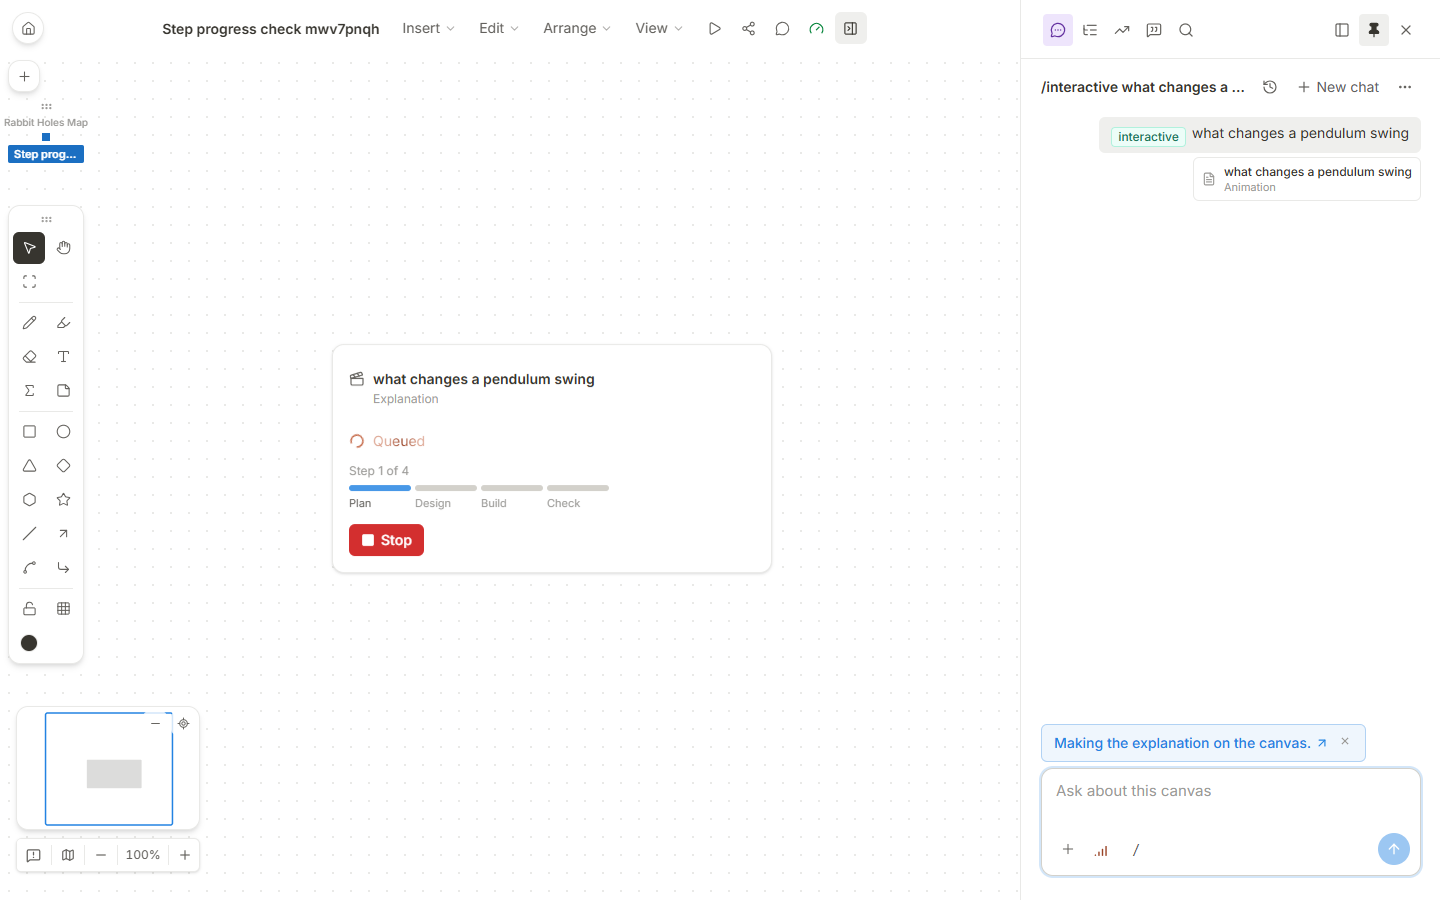 Step progress check mwv7pnqh
Insert
Edit
Arrange
View
Rabbit Holes Map
Step prog...
what changes a pendulum swing
Explanation
Queued
Step 1 of 4
Plan
Design
Build
Check
Stop
100%
/interactive what changes a ...
New chat
interactive what changes a pendulum swing
what changes a pendulum swing
Animation
Making the explanation on the canvas.
Ask about this canvas
/